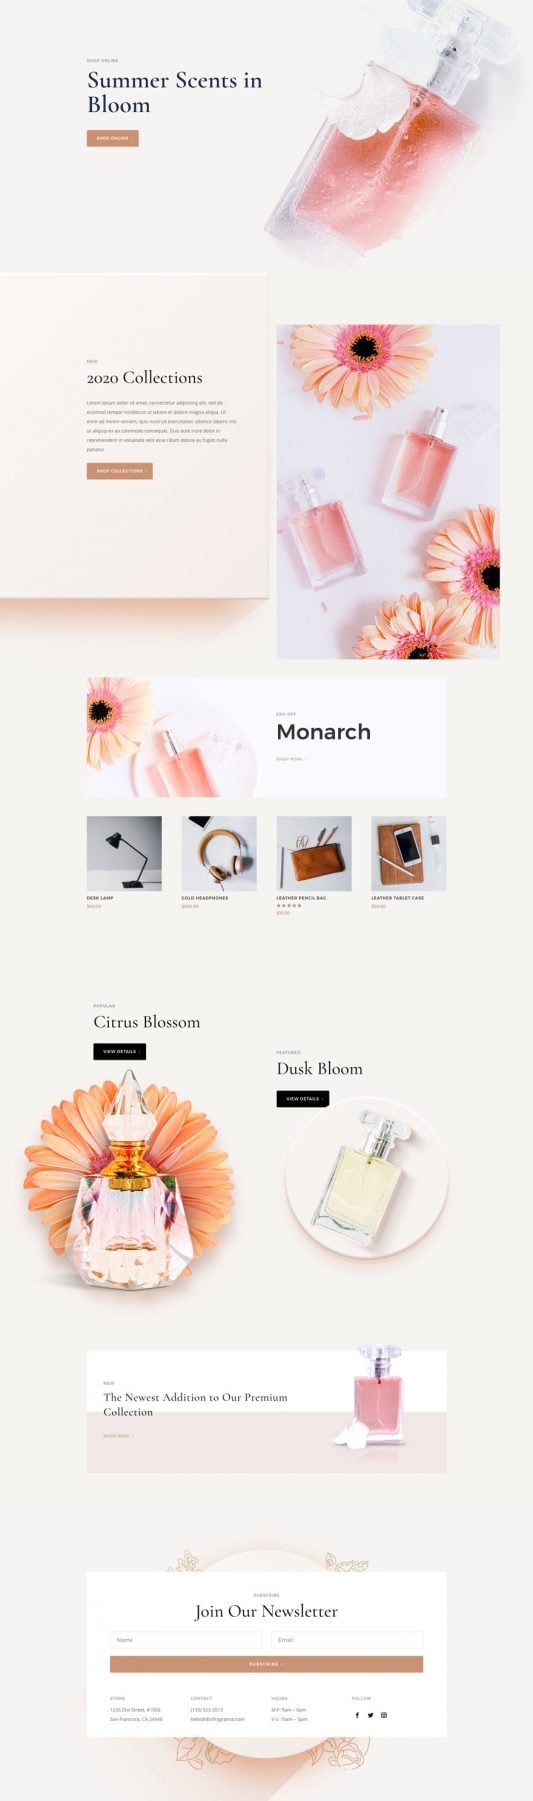 SHOP ONLINE
Summer Scents in
Bloom
SHOP ONLINE
NEW
2020 Collections
Lorem ipsum dolor sit amet, consectetur adipiscing elit, sed do
eiusmod tempor incididunt ut labore et dolore magna aliqua. Ut
enim ad minim veniam, quis nostrud exercitation ullamco laboris nisi
ut aliquip ex ea commodo consequat. Duis aute irure dolor in
reprehenderit in voluptate velit esse cillum dolore eu fugiat nulla
pariatur
SHOP COLLECTIONS
25% OFF
Monarch
SHOP NOW
DESK LAMP
$40.00
GOLD HEADPHONES
$200.00
LEATHER PENCIL BAG
$15.00
LEATHER TABLET CASE
$60.00
POPULAR
Citrus Blossom
VIEW DETAILS
FEATURED
Dusk Bloom
VIEW DETAILS
NEW
The Newest Addition to Our Premium
Collection
SHOP NOW
SUBSCRIBE
Join Our Newsletter
Name
Email
SUBSCRIBE
STORE
1235 Divi Street, #1000
San Francisco, CA 24946
CONTACT
(130) 523-3513
hello@divifragrance.com
HOURS
M-F: 9am – 6pm
S-S: 10am – 5pm
FOLLOW